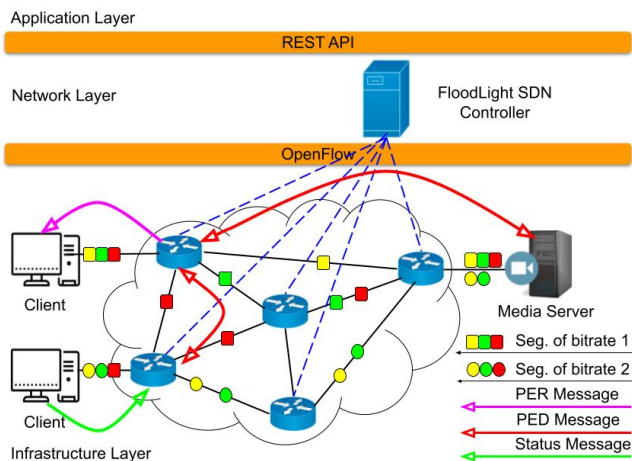 Application Layer
REST API
Network Layer
FloodLight SDN
Controller
OpenFlow
Client
Media Server
Seg. of bitrate 1
Seg. of bitrate 2
Client
PER Message
PED Message
Status Message
Infrastructure Layer